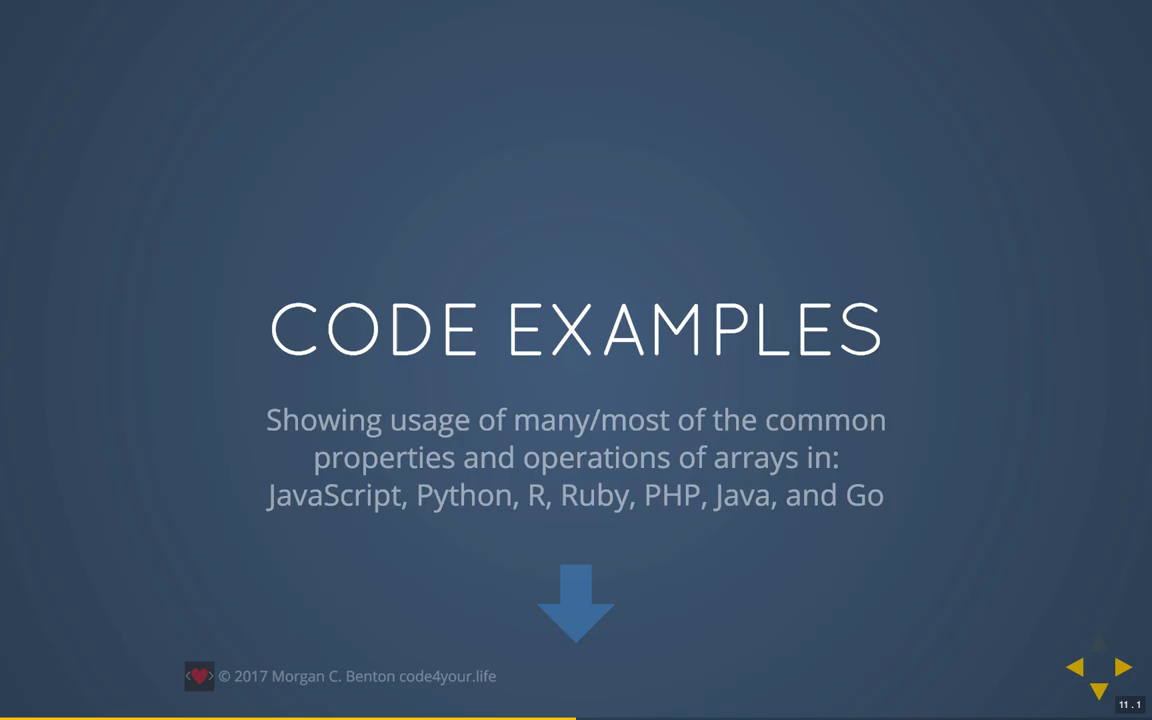 CODE EXAMPLES
Showing usage of many/most of the common
properties and operations of arrays in:
JavaScript, Python, R, Ruby, PHP, Java, and Go
© 2017 Morgan C. Benton code4your.life
11 . 1